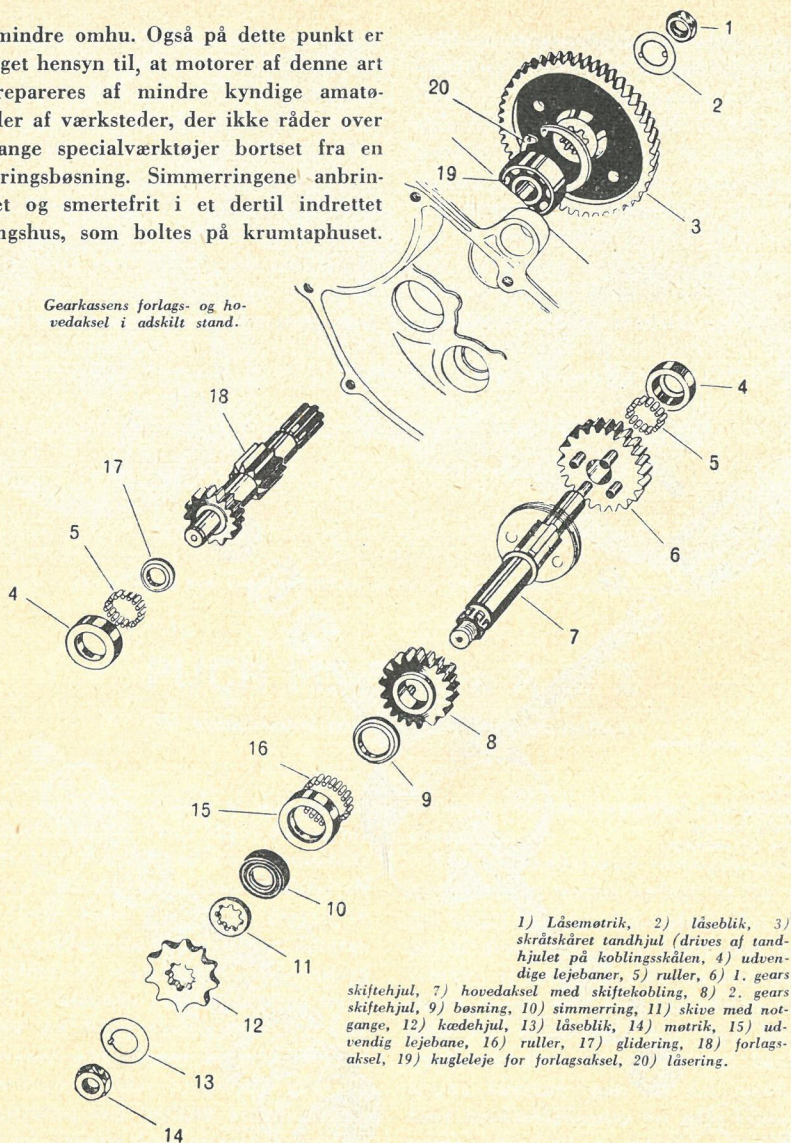 mindre omhu. Også på dette punkt er
get hensyn til, at motorer af denne art
repareres af mindre kyndige amatø-
ler af værksteder, der ikke råder over
ange specialværktøjer bortset fra en
ringsbøsning. Simmerringene anbrin-
et og smertefrit i et dertil indrettet
ngshus, som boltes på krumtaphuset.
Gearkassens forlags- og ho-
vedaksel i adskilt stand.
1
2
20
19
3
18
4
17
5
5
6
4
7
8
16
9
15
10
11
12
13
14
1) Låsemøtrik, 2) låseblik, 3)
skråtskåret tandhjul (drives af tand-
hjulet på koblingsskålen, 4) udven-
dige lejebaner, 5) ruller, 6) 1. gears
skiftehjul, 7) hovedaksel med skiftekobling, 8) 2. gears
skiftehjul, 9) bøsning, 10) simmerring, 11) skive med not-
gange, 12) kædehjul, 13) låseblik, 14) møtrik, 15) ud-
vendig lejebane, 16) ruller, 17) glidering, 18) forlags-
aksel, 19) kugleleje for forlagsaksel, 20) låsering.